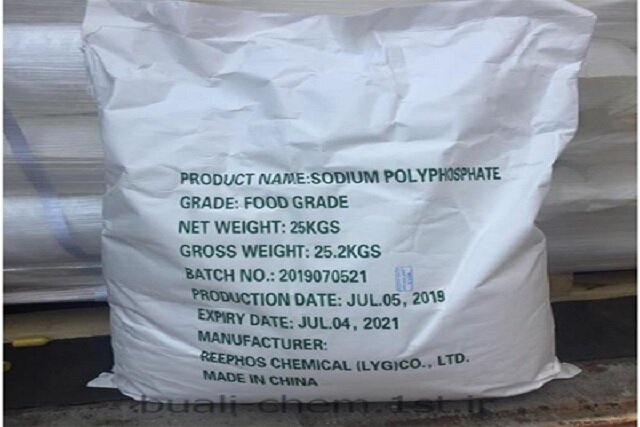 PRODUCT NAME:SODIUM POLYPHOSPHATE
GRADE: FOOD GRADE
NET WEIGHT: 25KGS
GROSS WEIGHT: 25.2KGS
BATCH NO.: 2019070521
PRODUCTION DATE: JUL.05, 2019
EXPIRY DATE: JUL.04, 2021
MANUFACTURER:
REEPHOS CHEMICAL (LYG)CO., LTD.
MADE IN CHINA
buali-chem.1st.ir